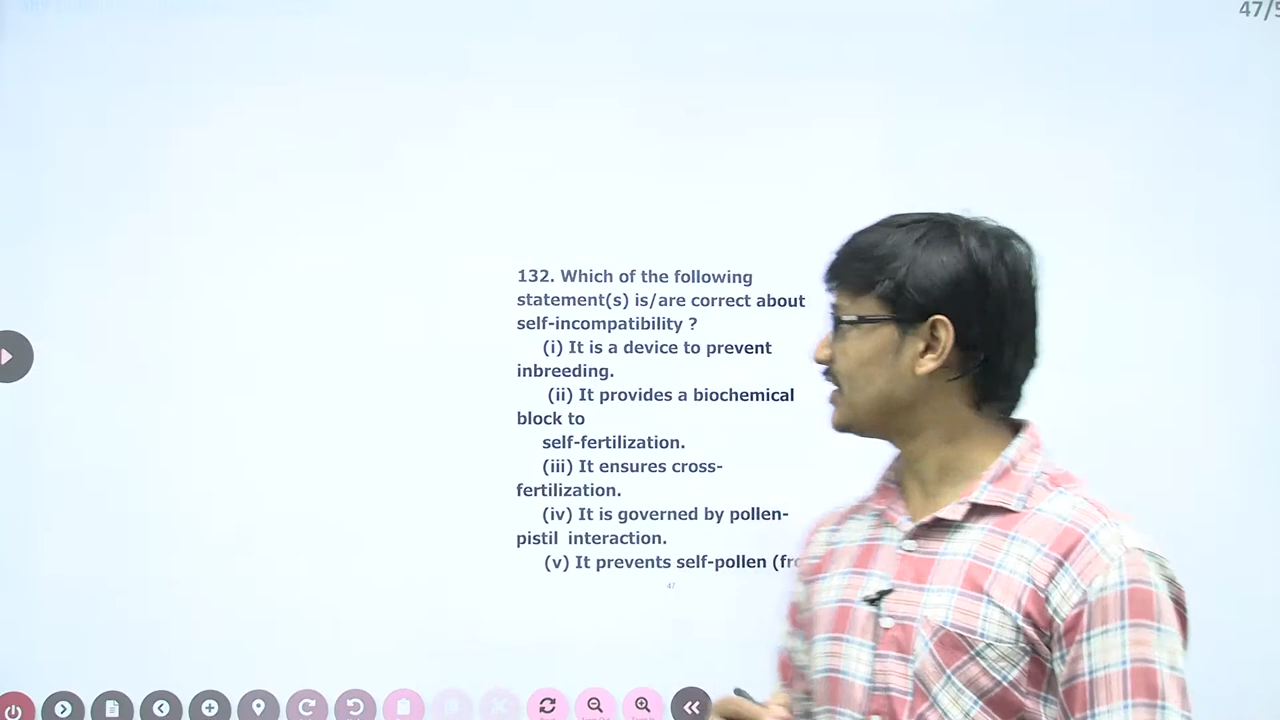 47/5
132. Which of the following
statement(s) is/are correct about
self-incompatibility ?
(i) It is a device to prevent
inbreeding.
(ii) It provides a biochemical
block to
self-fertilization.
(iii) It ensures cross-
fertilization.
(iv) It is governed by pollen-
pistil interaction.
(v) It prevents self-pollen
47